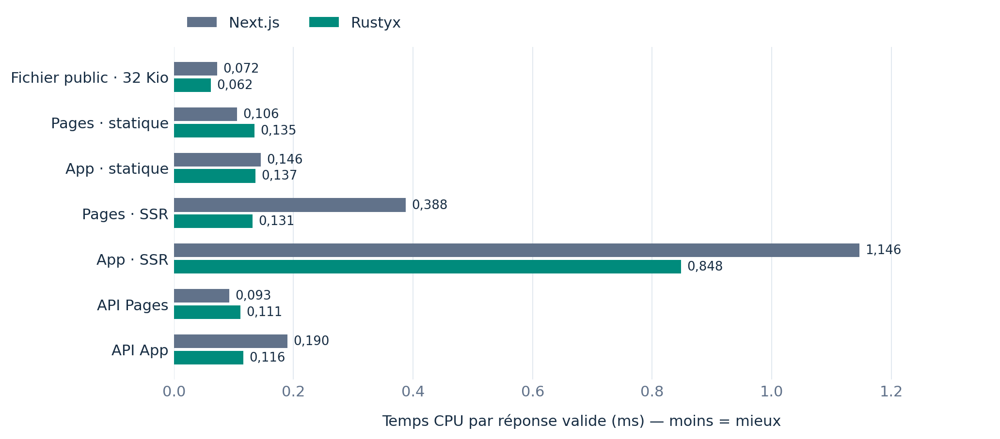 Next.js Rustyx
Fichier public · 32 Kio
0,072
0,062
Pages · statique
0,106
0,135
App · statique
0,146
0,137
Pages · SSR
0,388
0,131
App · SSR
1,146
0,848
API Pages
0,093
0,111
API App
0,190
0,116
0.0 0.2 0.4 0.6 0.8 1.0 1.2
Temps CPU par réponse valide (ms) — moins = mieux